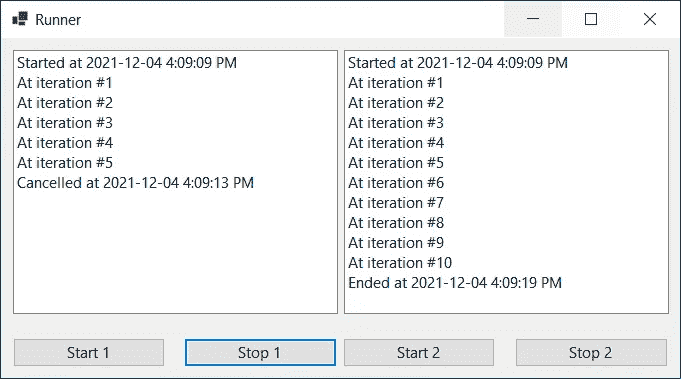 Runner
Started at 2021-12-04 4:09:09 PM
At iteration #1
At iteration #2
At iteration #3
At iteration #4
At iteration #5
Cancelled at 2021-12-04 4:09:13 PM
Started at 2021-12-04 4:09:09 PM
At iteration #1
At iteration #2
At iteration #3
At iteration #4
At iteration #5
At iteration #6
At iteration #7
At iteration #8
At iteration #9
At iteration #10
Ended at 2021-12-04 4:09:19 PM
Start 1
Stop 1
Start 2
Stop 2